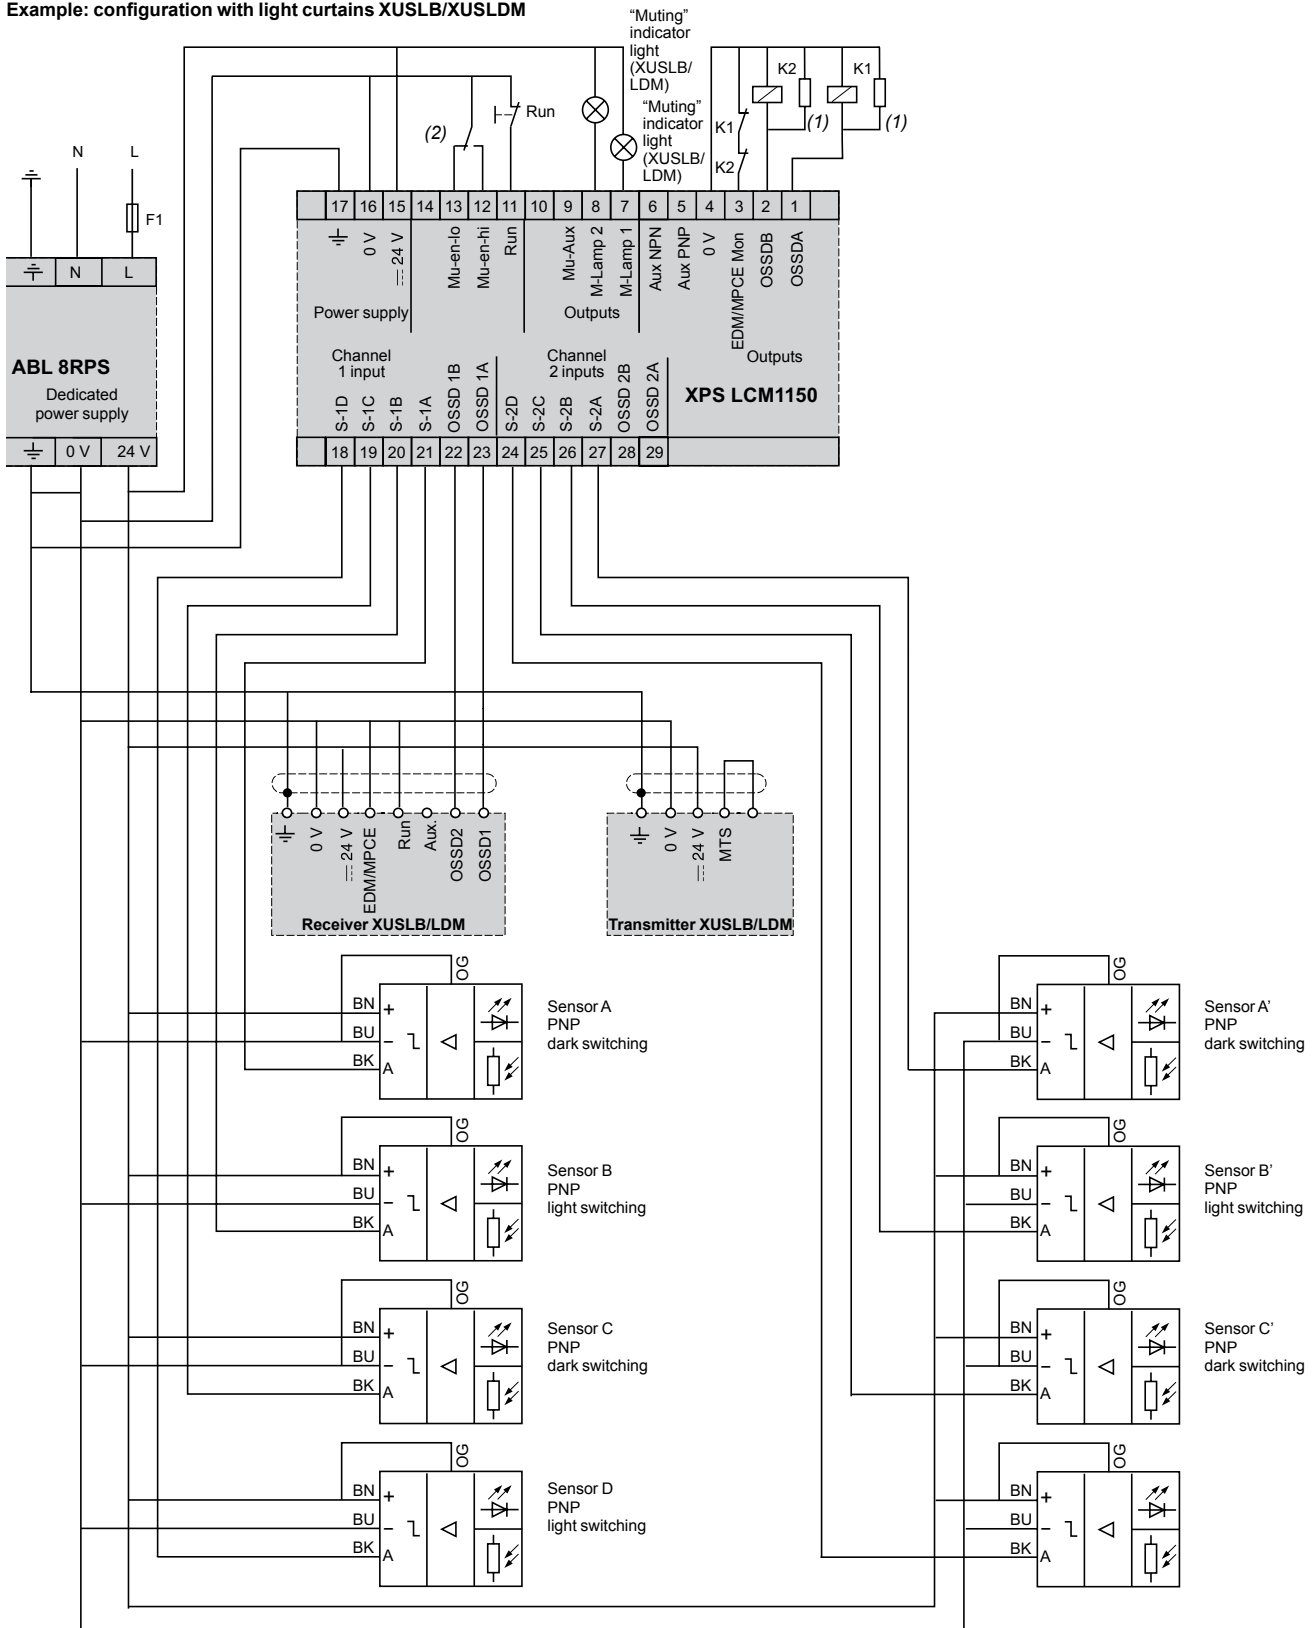 Example: configuration with light curtains XUSLB/XUSLDM
“Muting”
indicator
light
(XUSLB/
LDM)
“Muting”
indicator
light
(XUSLB/
LDM)
K2
K1
(1)
(1)
K1
K2
(2)
Run
N
L
F1
N
L
ABL 8RPS
Dedicated
power supply
0 V
24 V
17
16
15
14
13
12
11
10
9
8
7
6
5
4
3
2
1
0 V
24 V
Mu-en-lo
Mu-en-hi
Run
Mu-Aux
M-Lamp 2
M-Lamp 1
Aux NPN
Aux PNP
0 V
EDM/MPCE Mon
OSSDB
OSSDA
Power supply
Outputs
Outputs
Channel
1 input
Channel
2 inputs
XPS LCM1150
S-1D
S-1C
S-1B
S-1A
OSSD 1B
OSSD 1A
S-2D
S-2C
S-2B
S-2A
OSSD 2B
OSSD 2A
18
19
20
21
22
23
24
25
26
27
28
29
0 V
24 V
EDM/MPCE
Run
Aux.
OSSD2
OSSD1
Receiver XUSLB/LDM
0 V
24 V
MTS
Transmitter XUSLB/LDM
OG
BN +
BU –
BK A
Sensor A
PNP
dark switching
OG
BN +
BU –
BK A
Sensor A’
PNP
dark switching
OG
BN +
BU –
BK A
Sensor B
PNP
light switching
OG
BN +
BU –
BK A
Sensor B’
PNP
light switching
OG
BN +
BU –
BK A
Sensor C
PNP
dark switching
OG
BN +
BU –
BK A
Sensor C’
PNP
dark switching
OG
BN +
BU –
BK A
Sensor D
PNP
light switching
OG
BN +
BU –
BK A